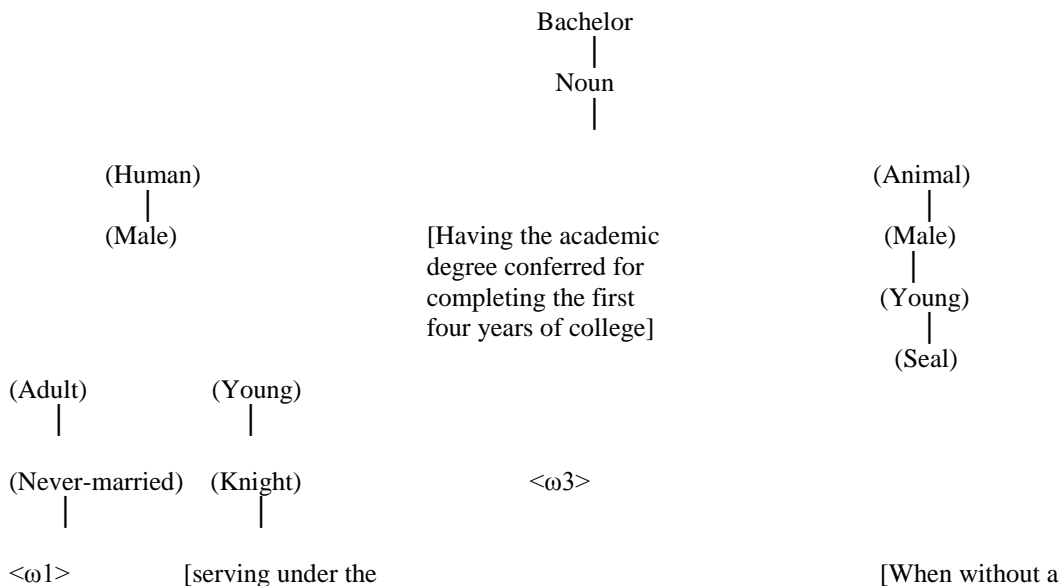 Bachelor
Noun
(Human) (Animal)
(Male) [Having the academic (Male)
degree conferred for
completing the first (Young)
four years of college]
(Seal)
(Adult) (Young)
(Never-married) (Knight) <ω3>
<ω1> [serving under the [When without a